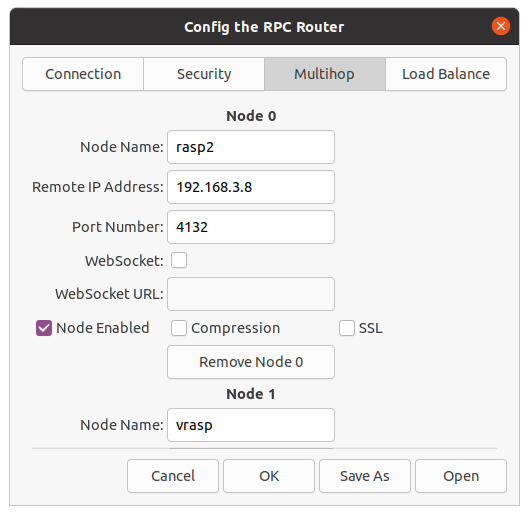 Config the RPC Router
Connection Security Multihop Load Balance
Node 0
Node Name: rasp2
Remote IP Address: 192.168.3.8
Port Number: 4132
WebSocket:
WebSocket URL:
Node Enabled Compression SSL
Remove Node 0
Node 1
Node Name: vrasp
Cancel OK Save As Open